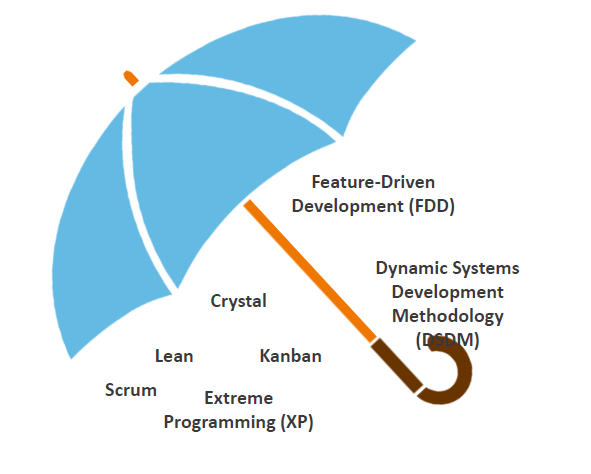 Feature-Driven
Development (FDD)
Dynamic Systems
Development
Methodology
(DSDM)
Crystal
Lean
Kanban
Scrum
Extreme
Programming (XP)